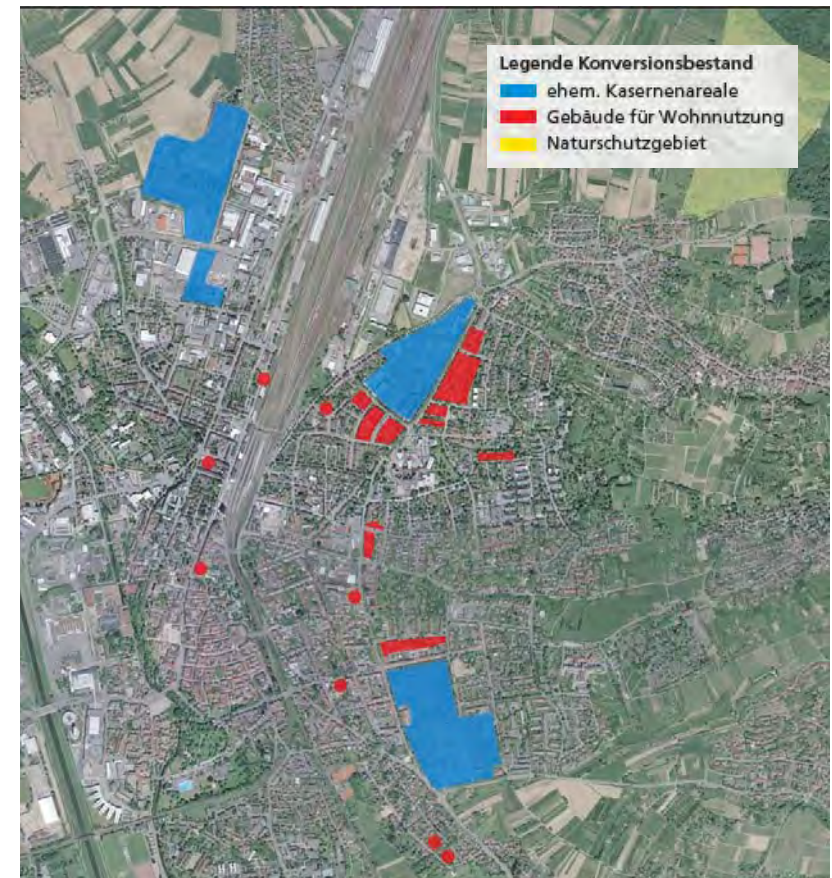 Legende Konversionsbestand
ehem. Kasernenareale
Gebäude für Wohnnutzung
Naturschutzgebiet